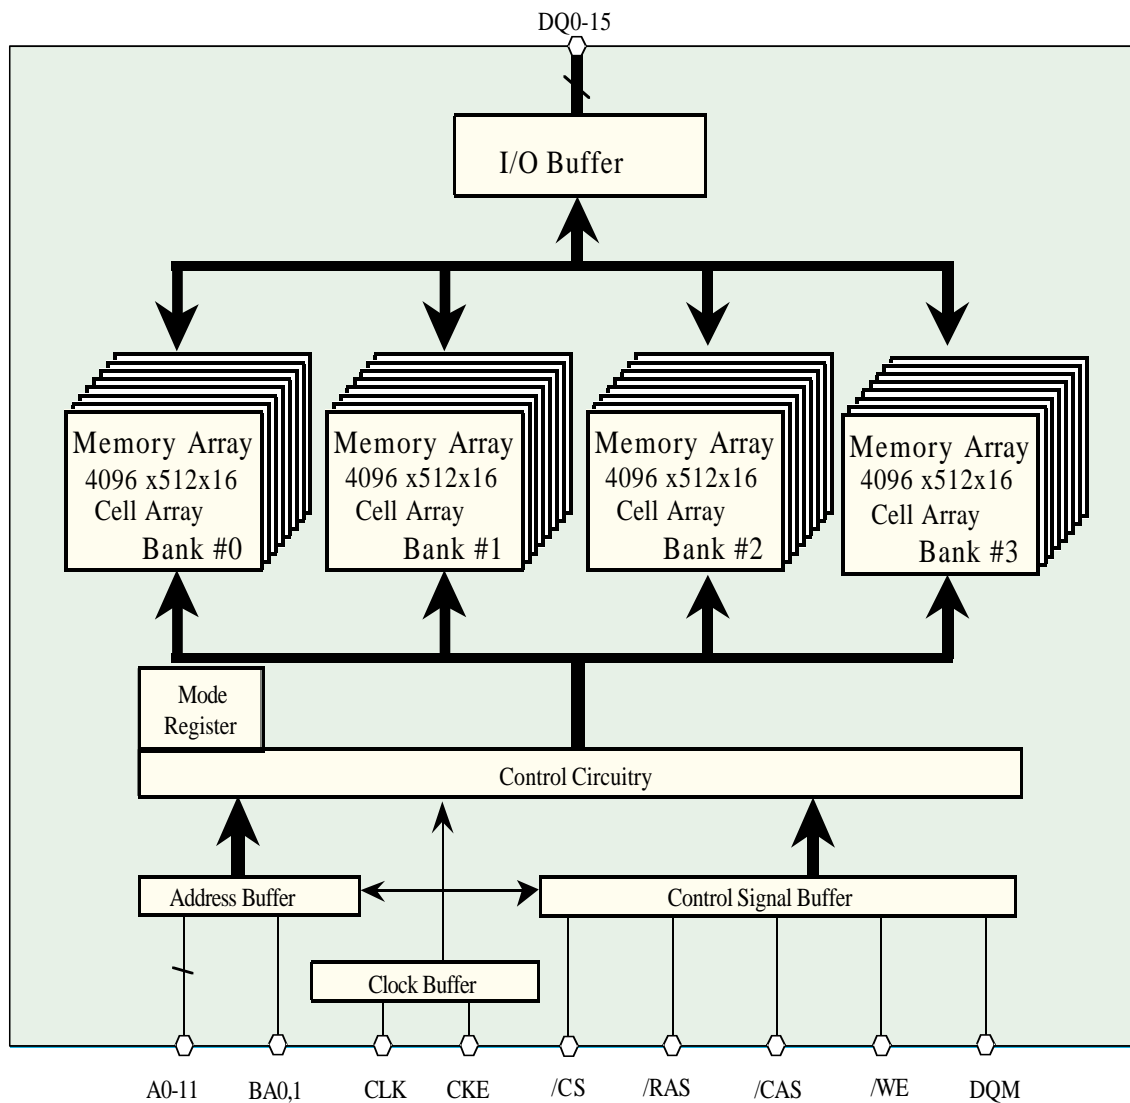 DQ0-15
I/O Buffer
Memory Array
4096 x512x16
Cell Array
Bank #0
Memory Array
4096 x512x16
Cell Array
Bank #1
Memory Array
4096 x512x16
Cell Array
Bank #2
Memory Array
4096 x512x16
Cell Array
Bank #3
Mode
Register
Control Circuitry
Address Buffer
Control Signal Buffer
Clock Buffer
A0-11
BA0,1
CLK
CKE
/CS
/RAS
/CAS
/WE
DQM